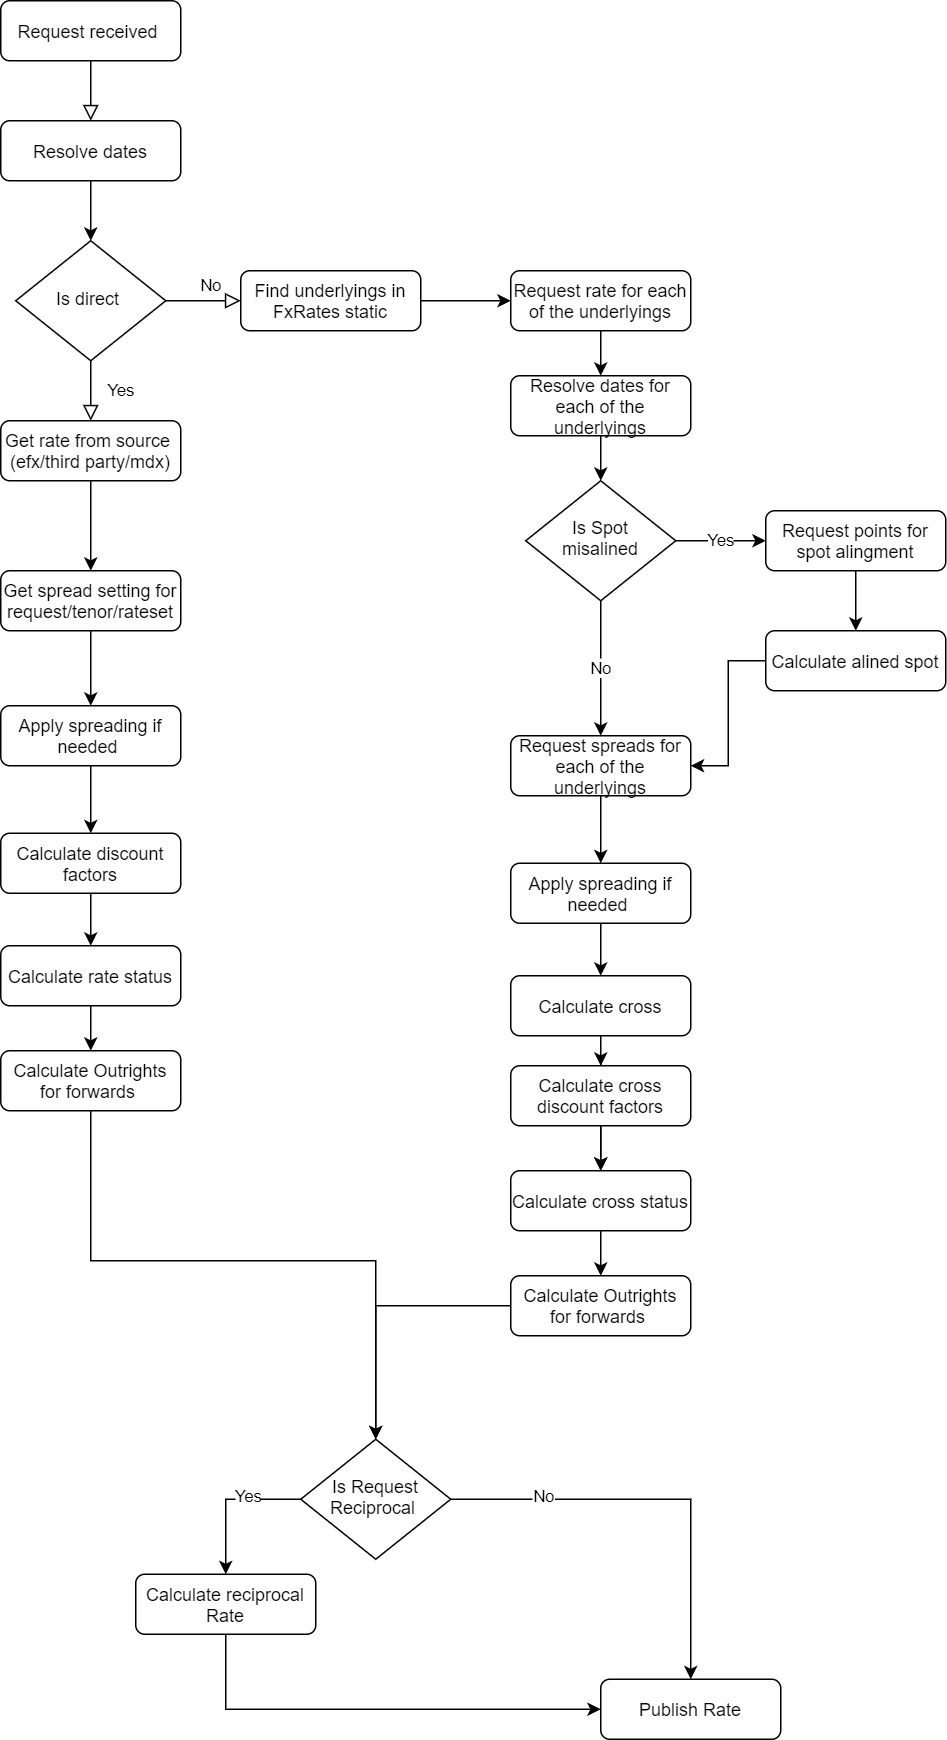 Request received
Resolve dates
Is direct
No
Find underlyings in
FxRates static
Request rate for each
of the underlyings
Yes
Resolve dates for
each of the
underlyings
Get rate from source
(efx/third party/mdx)
Is Spot
misalined
Yes
Request points for
spot alingment
Get spread setting for
request/tenor/rateset
No
Calculate alined spot
Apply spreading if
needed
Request spreads for
each of the
underlyings
Calculate discount
factors
Apply spreading if
needed
Calculate rate status
Calculate cross
Calculate Outrights
for forwards
Calculate cross
discount factors
Calculate cross status
Calculate Outrights
for forwards
Is Request
Reciprocal
Yes
No
Calculate reciprocal
Rate
Publish Rate